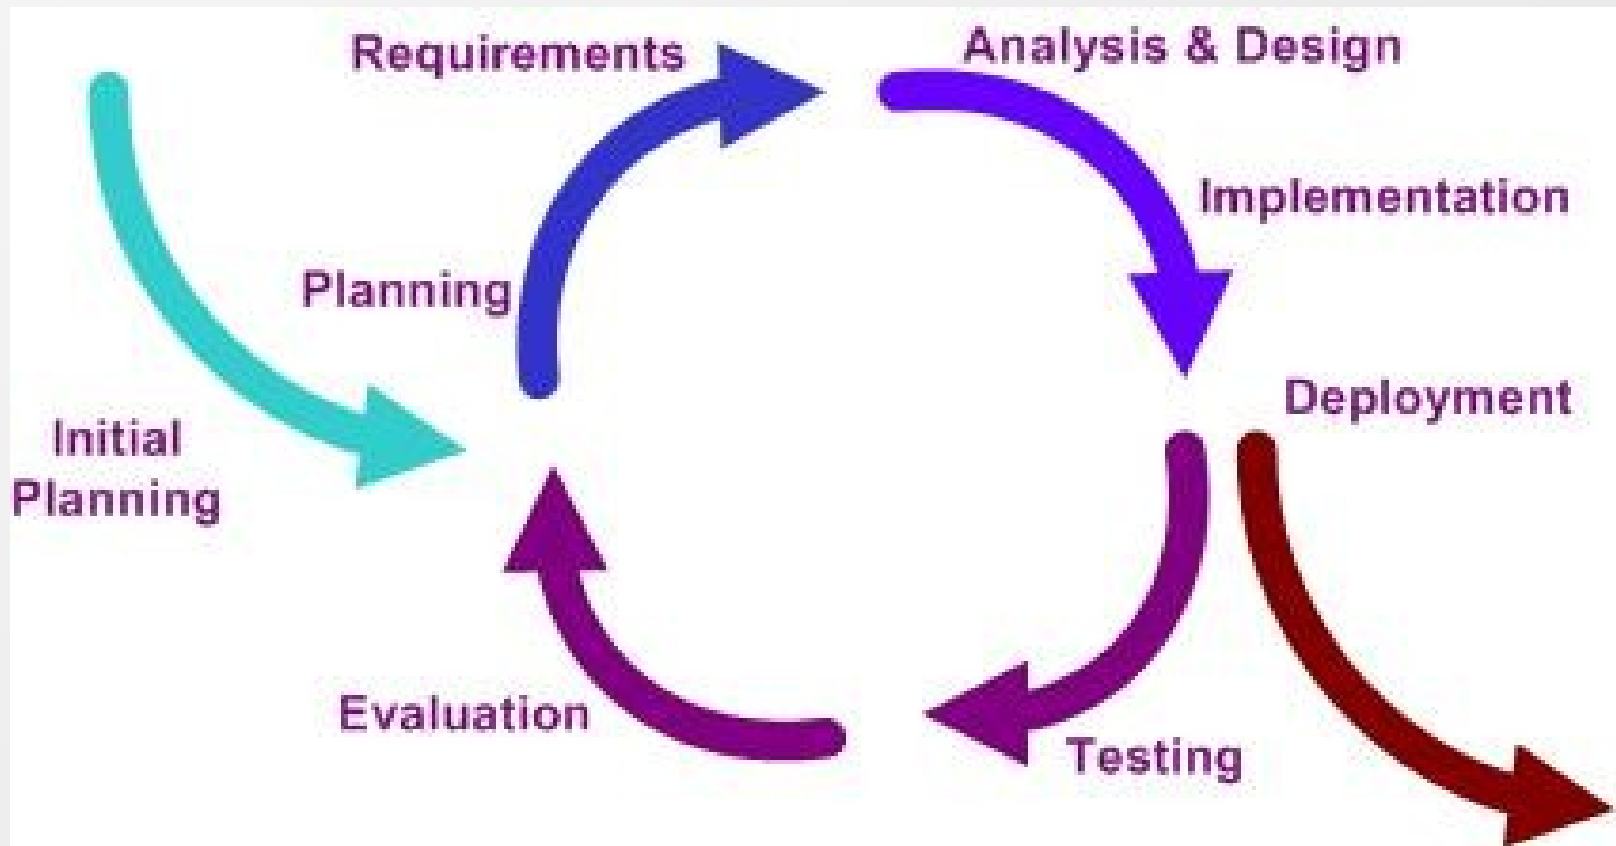 Requirements
Analysis & Design
Implementation
Planning
Deployment
Initial
Planning
Evaluation
Testing